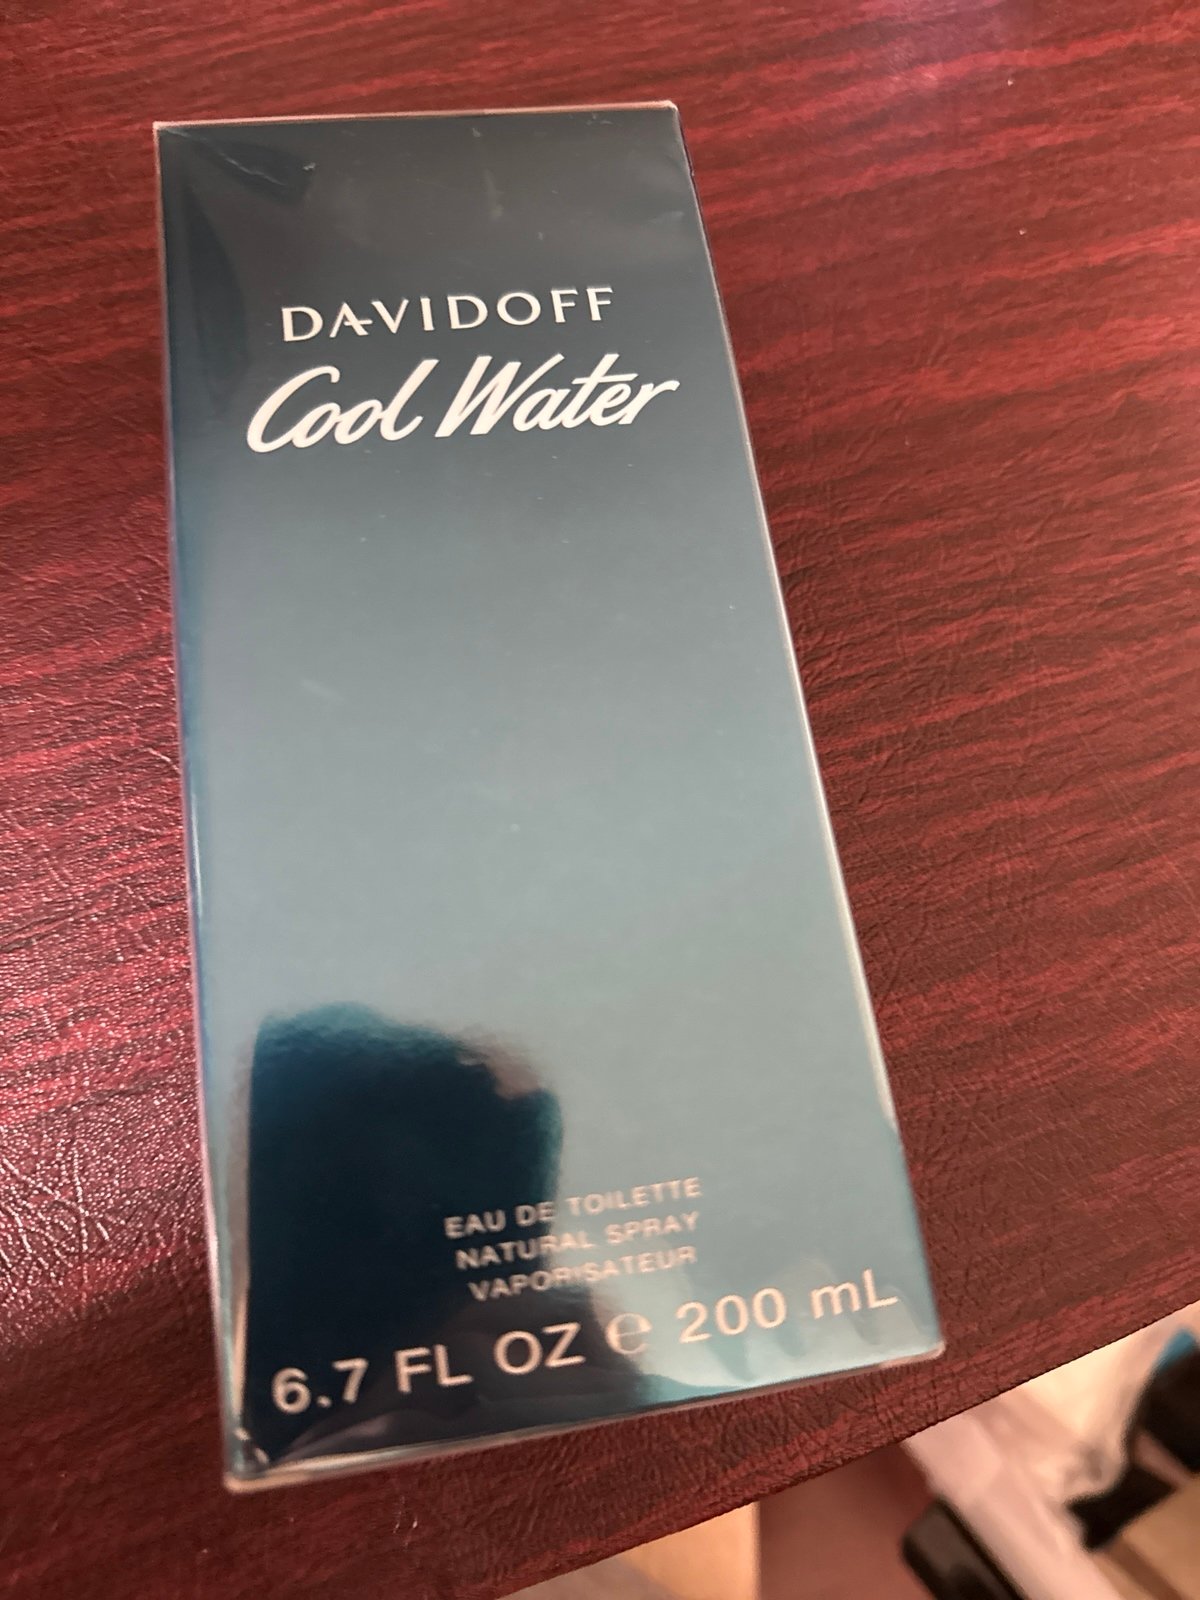 DAVIDOFF
Cool Water
EAU DE TOILETTE
NATURAL SPRAY
VAPORISATEUR
6.7 FL OZ ℮ 200 mL